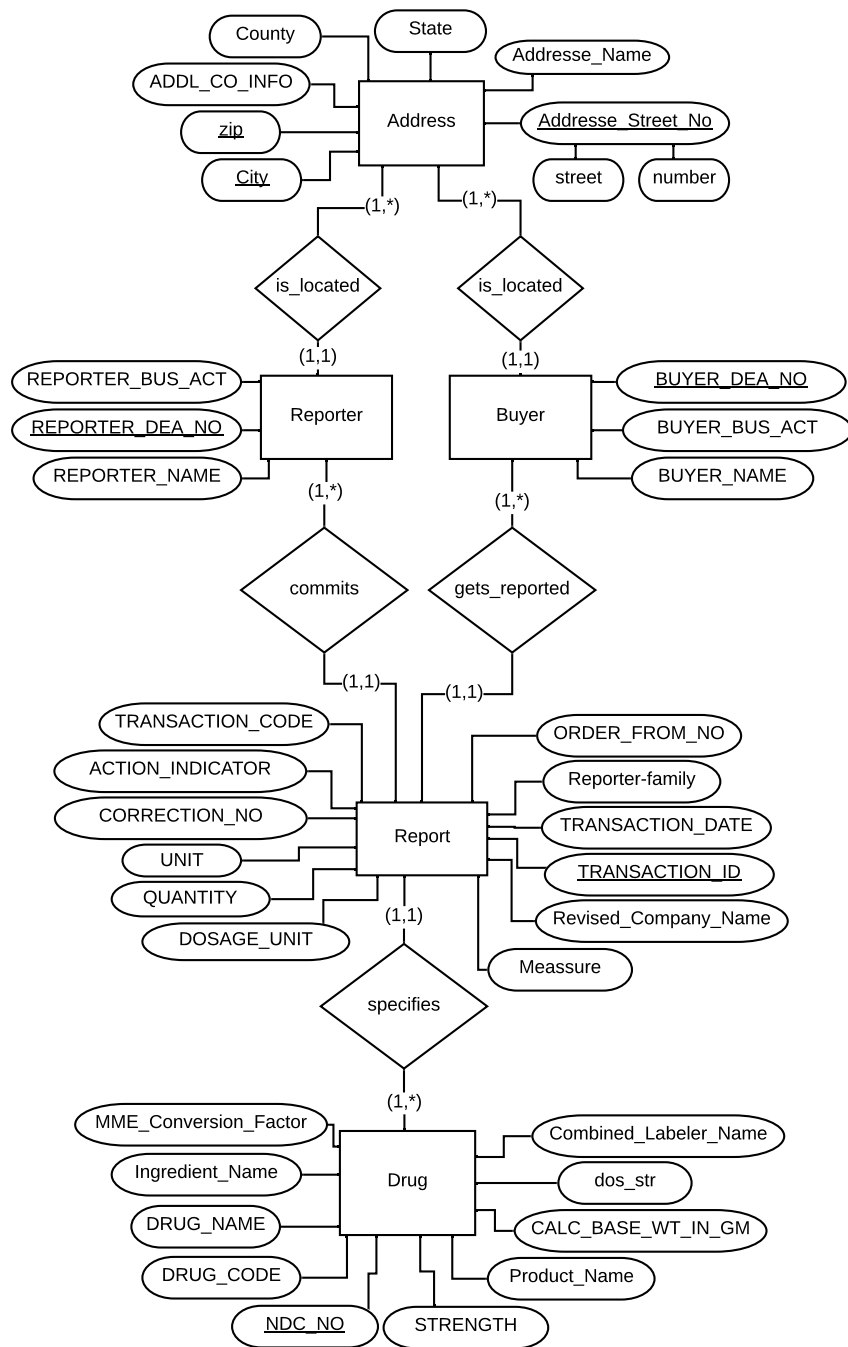 County
State
Addresse_Name
ADDL_CO_INFO
Address
Addresse_Street_No
zip
City
street
number
(1,*)
(1,*)
is_located
is_located
(1,1)
(1,1)
REPORTER_BUS_ACT
REPORTER_DEA_NO
REPORTER_NAME
Reporter
Buyer
BUYER_DEA_NO
BUYER_BUS_ACT
BUYER_NAME
(1,*)
(1,*)
commits
gets_reported
(1,1)
(1,1)
TRANSACTION_CODE
ACTION_INDICATOR
CORRECTION_NO
UNIT
QUANTITY
DOSAGE_UNIT
Report
ORDER_FROM_NO
Reporter-family
TRANSACTION_DATE
TRANSACTION_ID
Revised_Company_Name
Meassure
(1,1)
specifies
(1,*)
MME_Conversion_Factor
Ingredient_Name
DRUG_NAME
DRUG_CODE
NDC_NO
Drug
Combined_Labeler_Name
dos_str
CALC_BASE_WT_IN_GM
Product_Name
STRENGTH